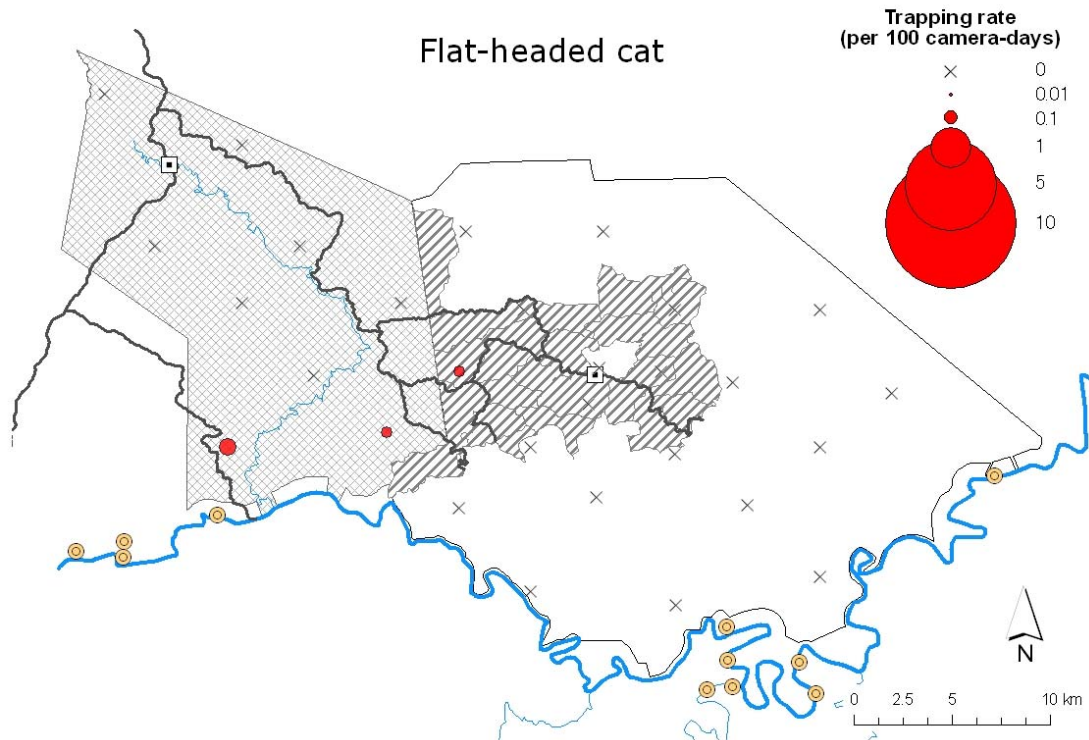 Flat-headed cat
Trapping rate
(per 100 camera-days)
0
0.01
0.1
1
5
10
N
0 2.5 5 10 km